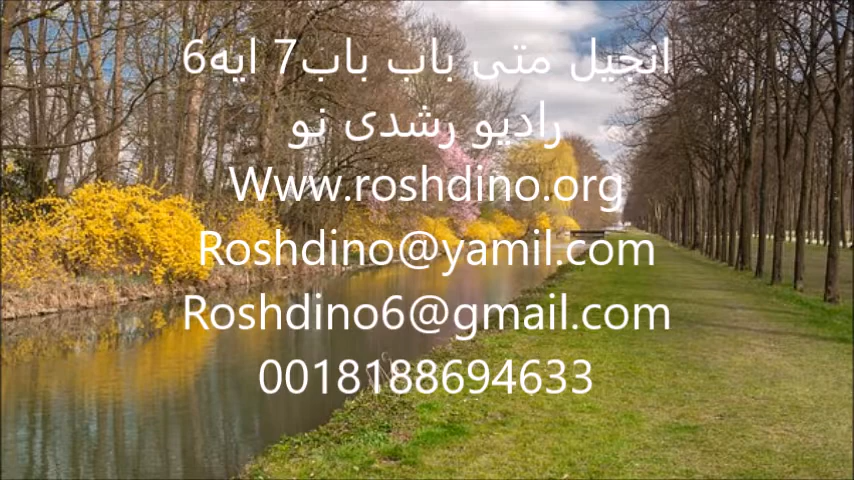 انجیل متی باب باب7 ایه6
رادیو رشدی نو
Www.roshdino.org
Roshdino@yamil.com
Roshdino6@gmail.com
0018188694633